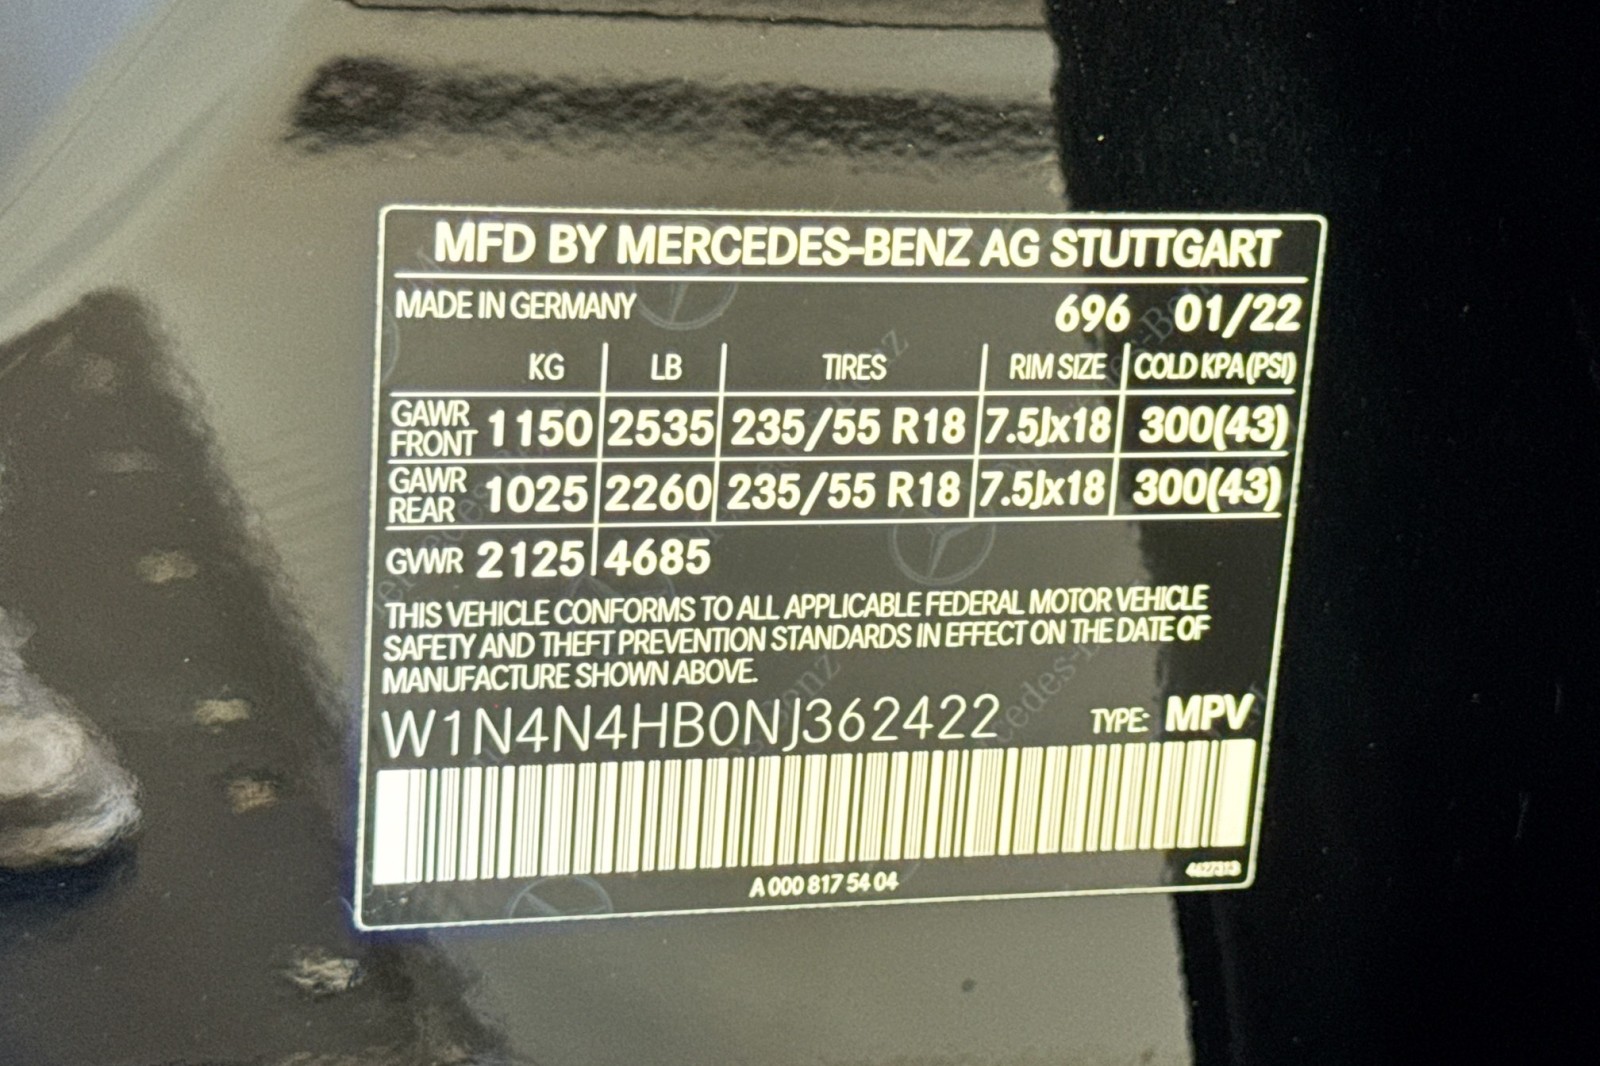 MFD BY MERCEDES-BENZ AG STUTTGART
MADE IN GERMANY 696 01/22
KG LB TIRES RIM SIZE COLD KPA(PSI)
GAWR FRONT 1150 2535 235/55 R18 7.5Jx18 300(43)
GAWR REAR 1025 2260 235/55 R18 7.5Jx18 300(43)
GVWR 2125 4685
THIS VEHICLE CONFORMS TO ALL APPLICABLE FEDERAL MOTOR VEHICLE
SAFETY AND THEFT PREVENTION STANDARDS IN EFFECT ON THE DATE OF
MANUFACTURE SHOWN ABOVE.
W1N4N4HB0NJ362422 TYPE: MPV
A 000 817 54 04